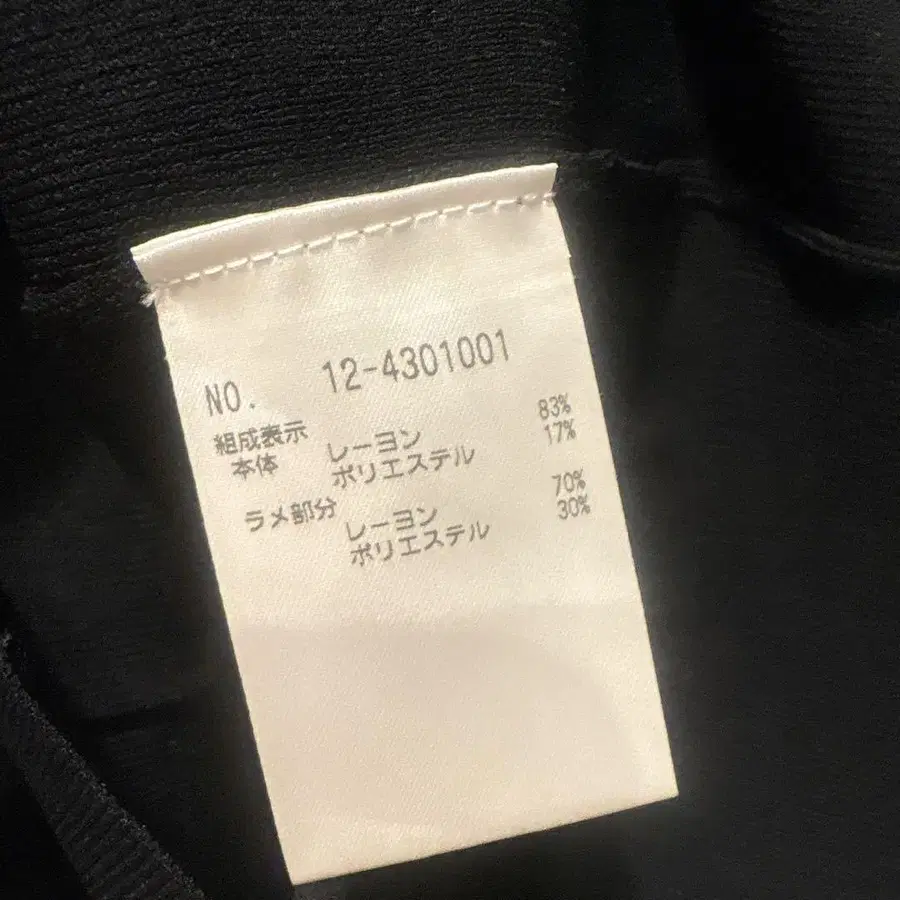 NO. 12-4301001
組成表示
本体 レーヨン 83%
ポリエステル 17%
ラメ部分 レーヨン 70%
ポリエステル 30%